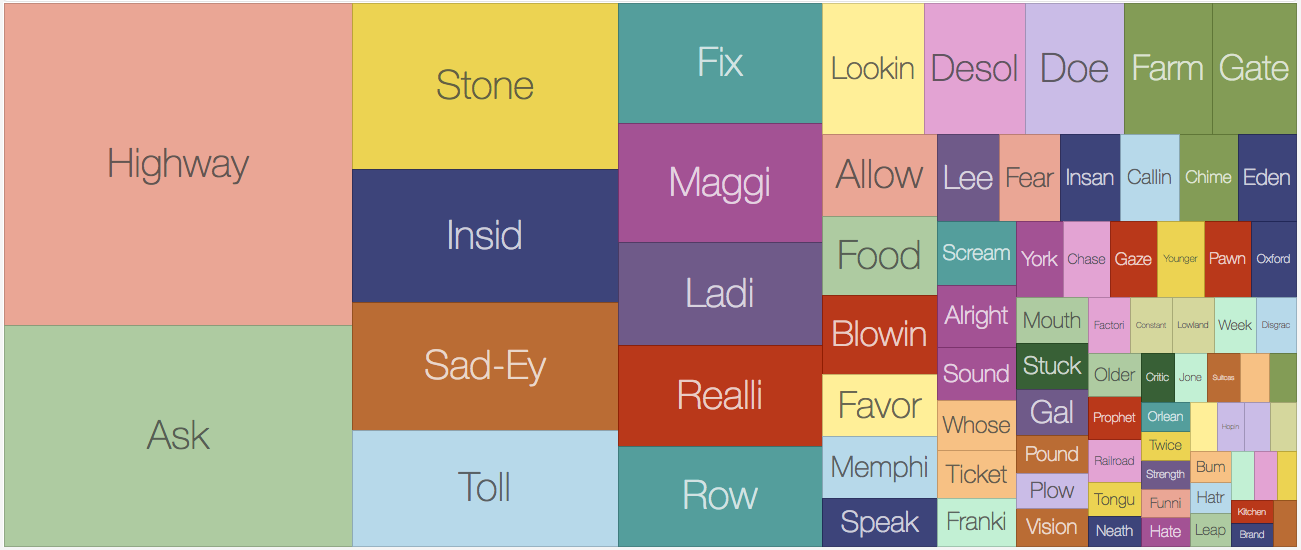 Highway
Ask
Stone
Insid
Sad-Ey
Toll
Fix
Maggi
Ladi
Realli
Row
Lookin
Desol
Doe
Farm
Gate
Allow
Food
Blowin
Favor
Memphi
Speak
Lee
Fear
Insan
Callin
Chime
Eden
Scream
Alright
Sound
Whose
Ticket
Franki
York
Chase
Gaze
Younger
Pawn
Oxford
Mouth
Stuck
Gal
Pound
Plow
Vision
Factori
Constant
Lowland
Week
Disgrac
Older
Prophet
Railroad
Tongu
Neath
Critic
Jone
Suitcas
Orlean
Twice
Strength
Funni
Hate
Hopin
Bum
Hatr
Leap
Kitchen
Brand